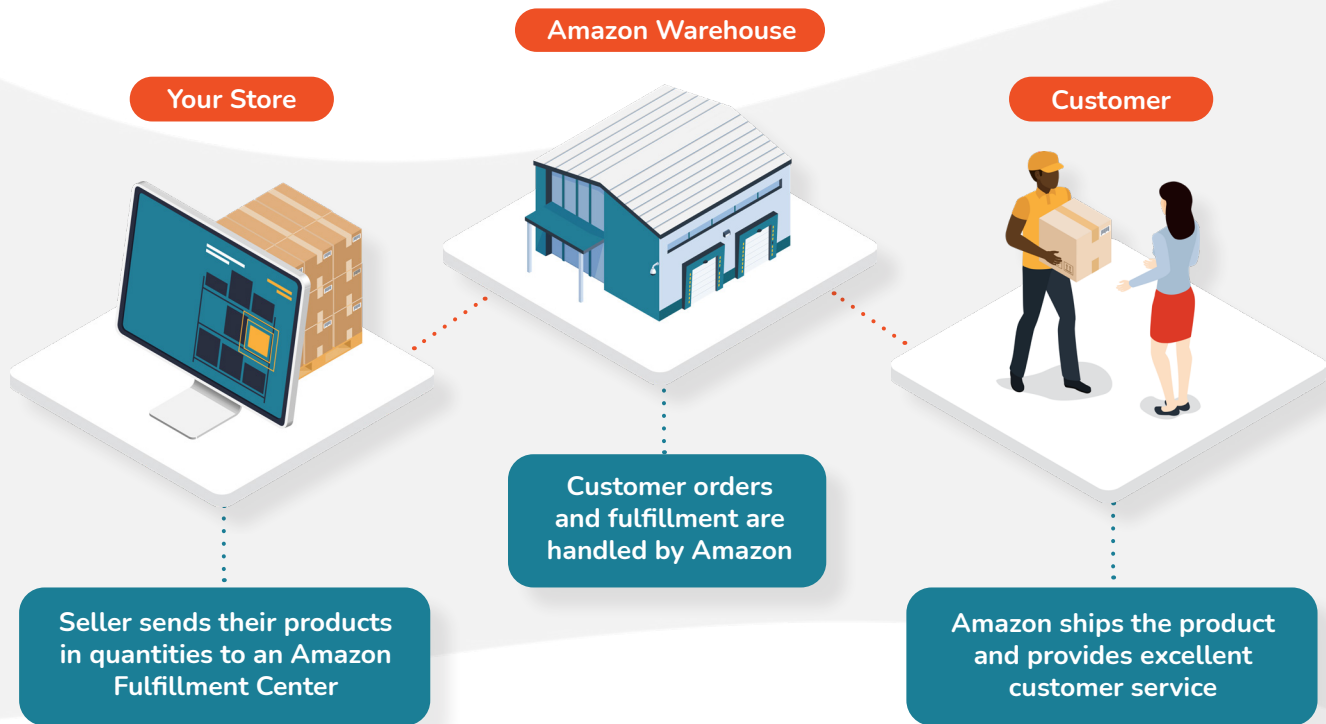 Amazon Warehouse
Your Store
Customer
Customer orders
and fulfillment are
handled by Amazon
Seller sends their products
in quantities to an Amazon
Fulfillment Center
Amazon ships the product
and provides excellent
customer service